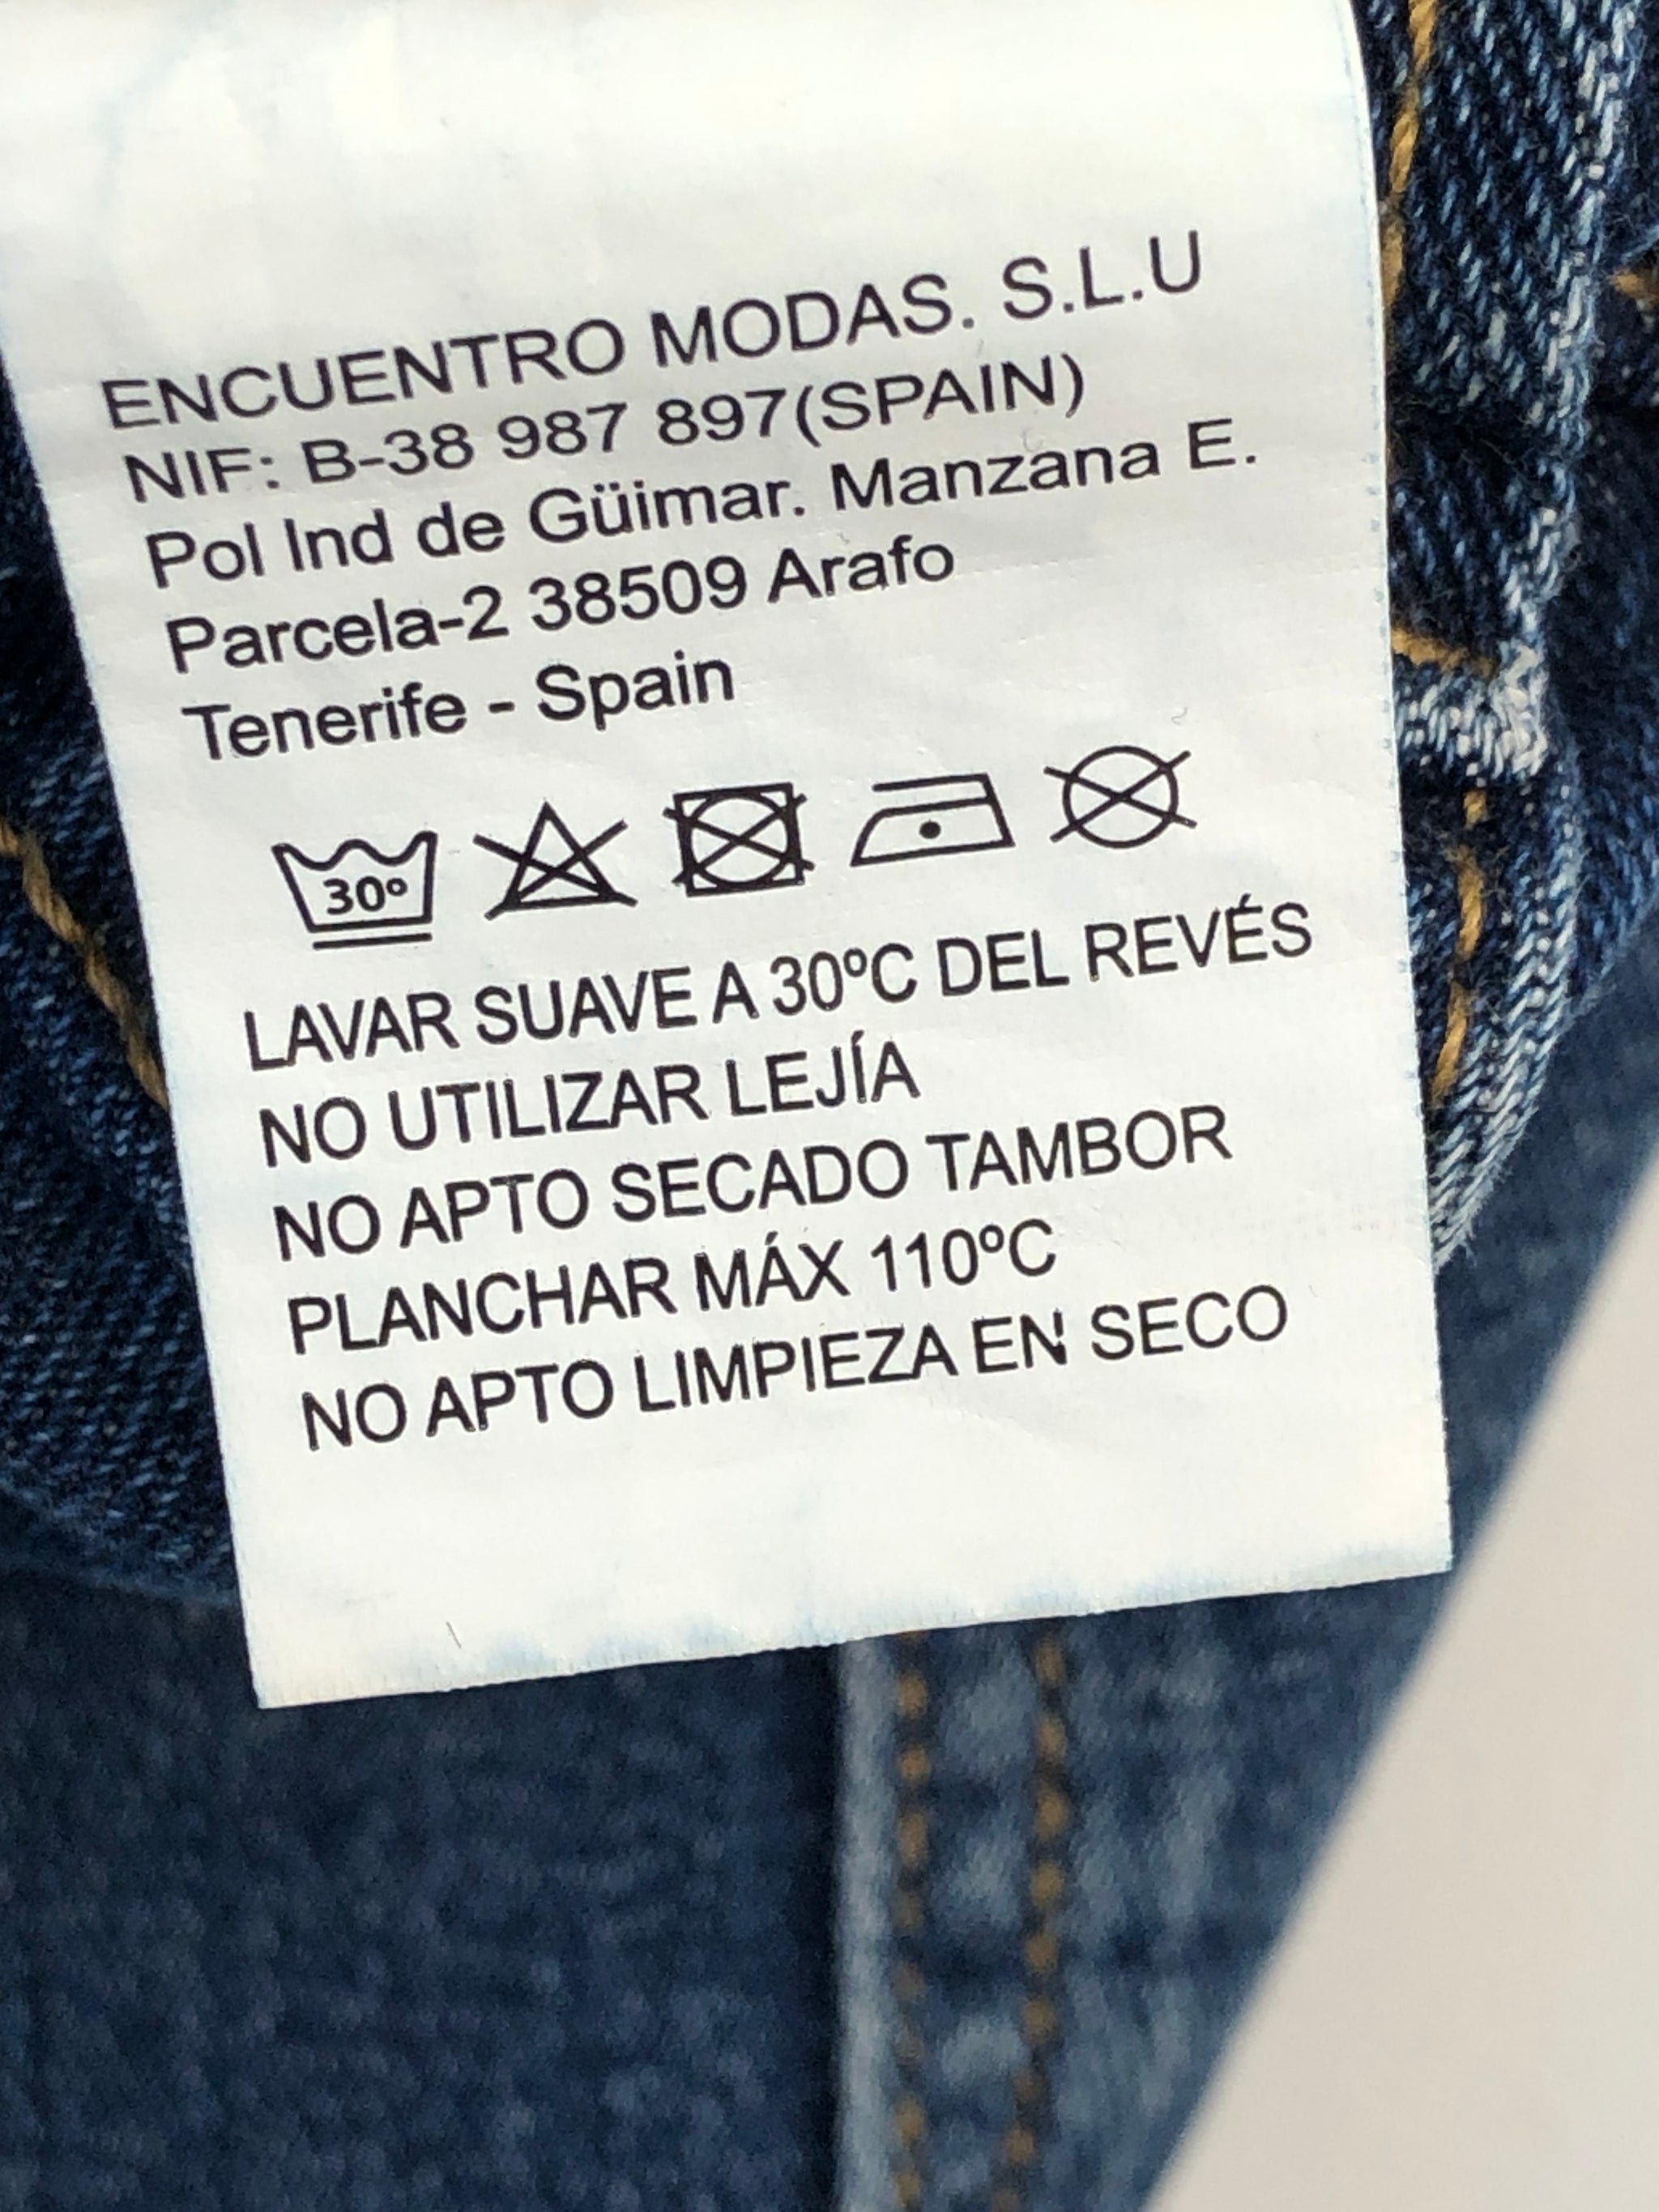 ENCUENTRO MODAS. S.L.U
NIF: B-38 987 897(SPAIN)
Pol Ind de Güimar. Manzana E.
Parcela-2 38509 Arafo
Tenerife - Spain
30º
LAVAR SUAVE A 30ºC DEL REVÉS
NO UTILIZAR LEJÍA
NO APTO SECADO TAMBOR
PLANCHAR MÁX 110ºC
NO APTO LIMPIEZA EN SECO